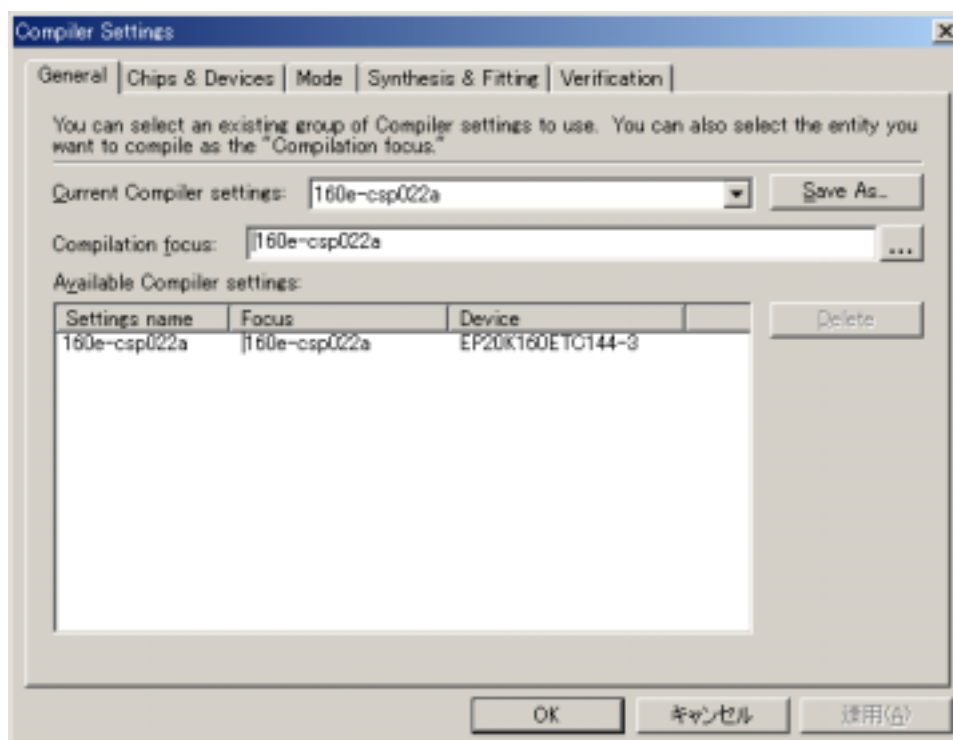 Compiler Settings
General Chips & Devices Mode Synthesis & Fitting Verification
You can select an existing group of Compiler settings to use. You can also select the entity you
want to compile as the "Compilation focus."
Current Compiler settings: 160e-csp022a Save As...
Compilation focus: |160e-csp022a ...
Available Compiler settings:
Settings name Focus Device Delete
160e-csp022a |160e-csp022a EP20K160ETC144-3
OK キャンセル 適用(A)